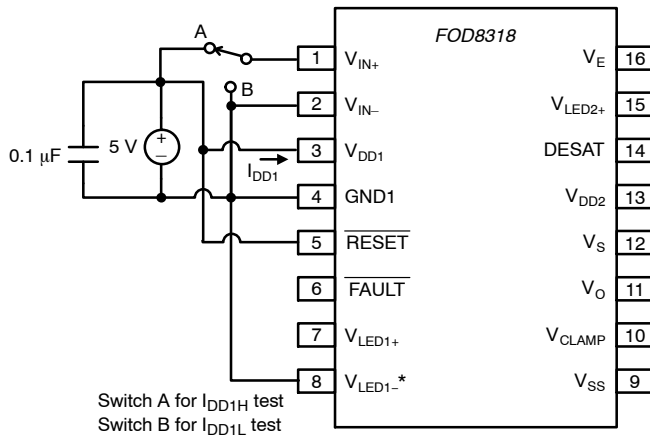 A
FOD8318
1 V_IN+ V_E 16
B
2 V_IN– V_LED2+ 15
0.1 μF 5 V + – I_DD1 3 V_DD1 DESAT 14
4 GND1 V_DD2 13
5 RESET V_S 12
6 FAULT V_O 11
7 V_LED1+ V_CLAMP 10
8 V_LED1–* V_SS 9
Switch A for I_DD1H test
Switch B for I_DD1L test